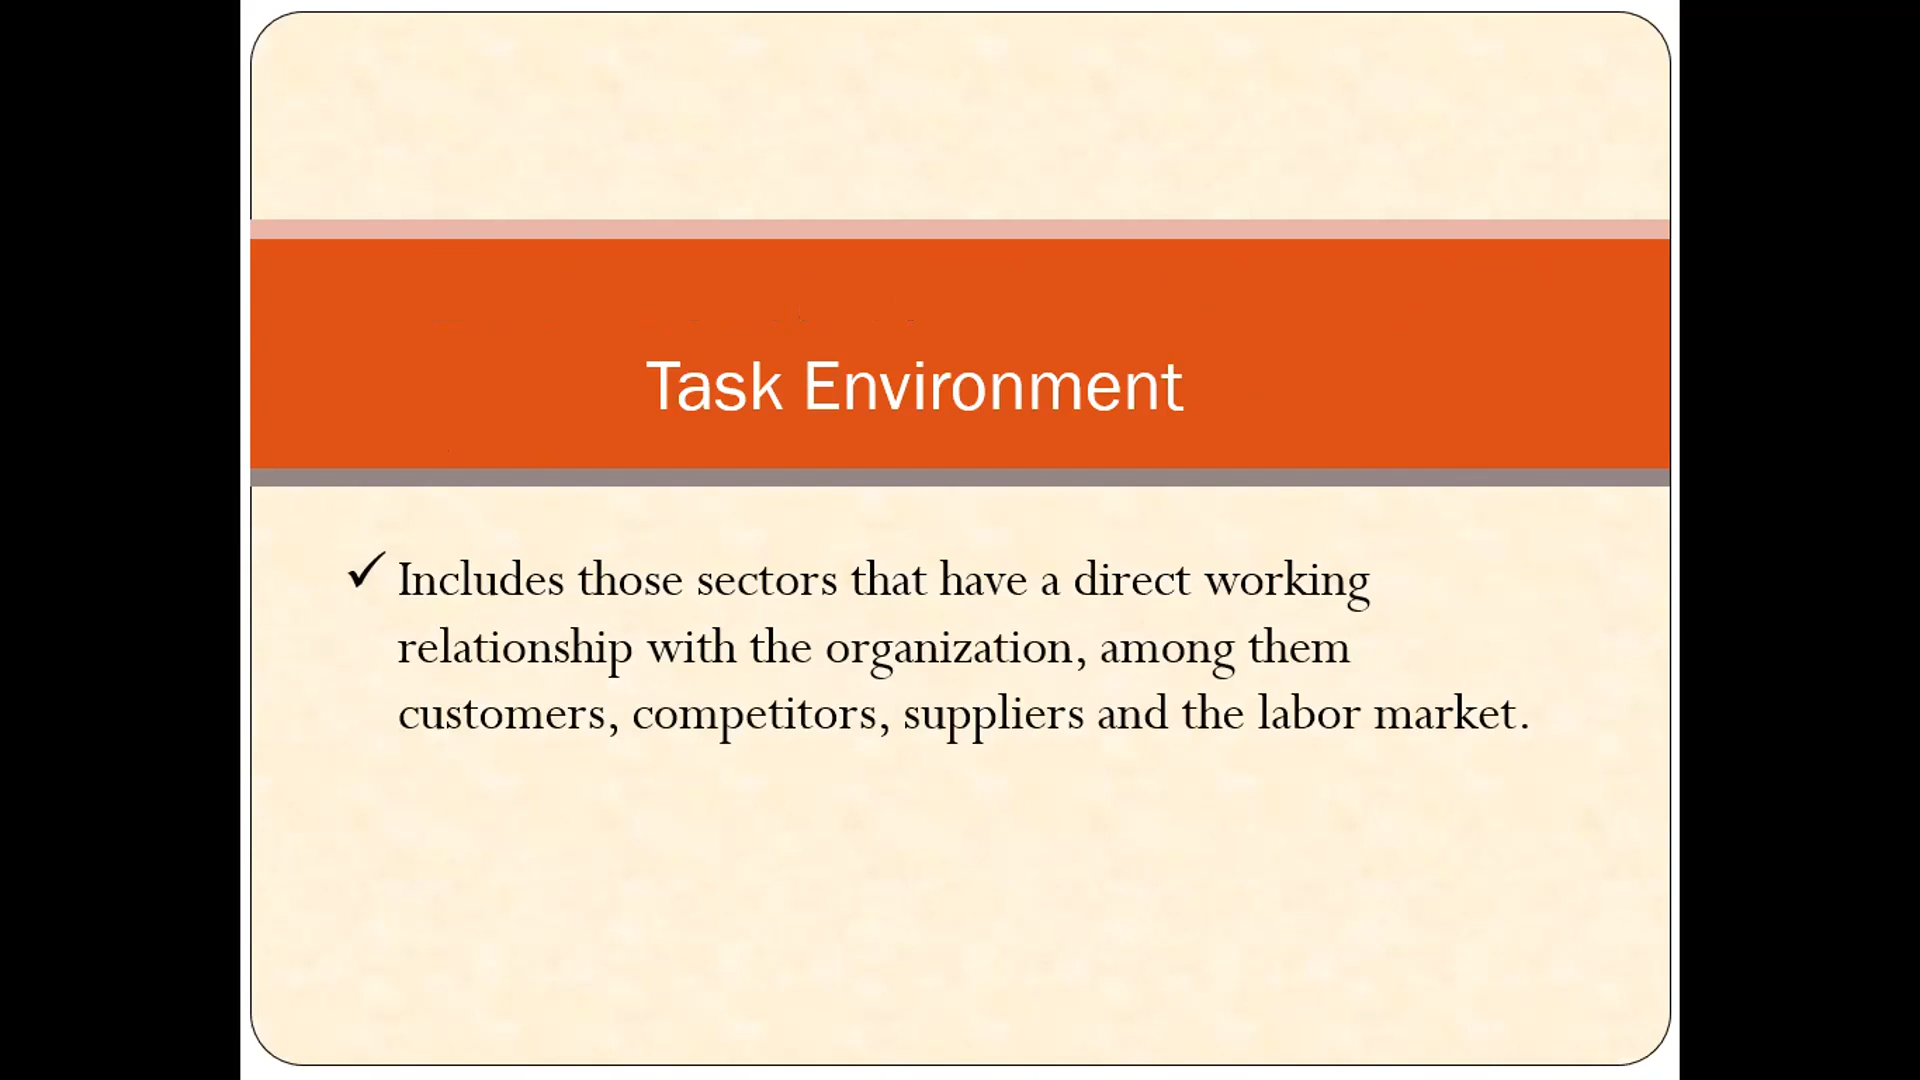 Task Environment
✓ Includes those sectors that have a direct working
relationship with the organization, among them
customers, competitors, suppliers and the labor market.